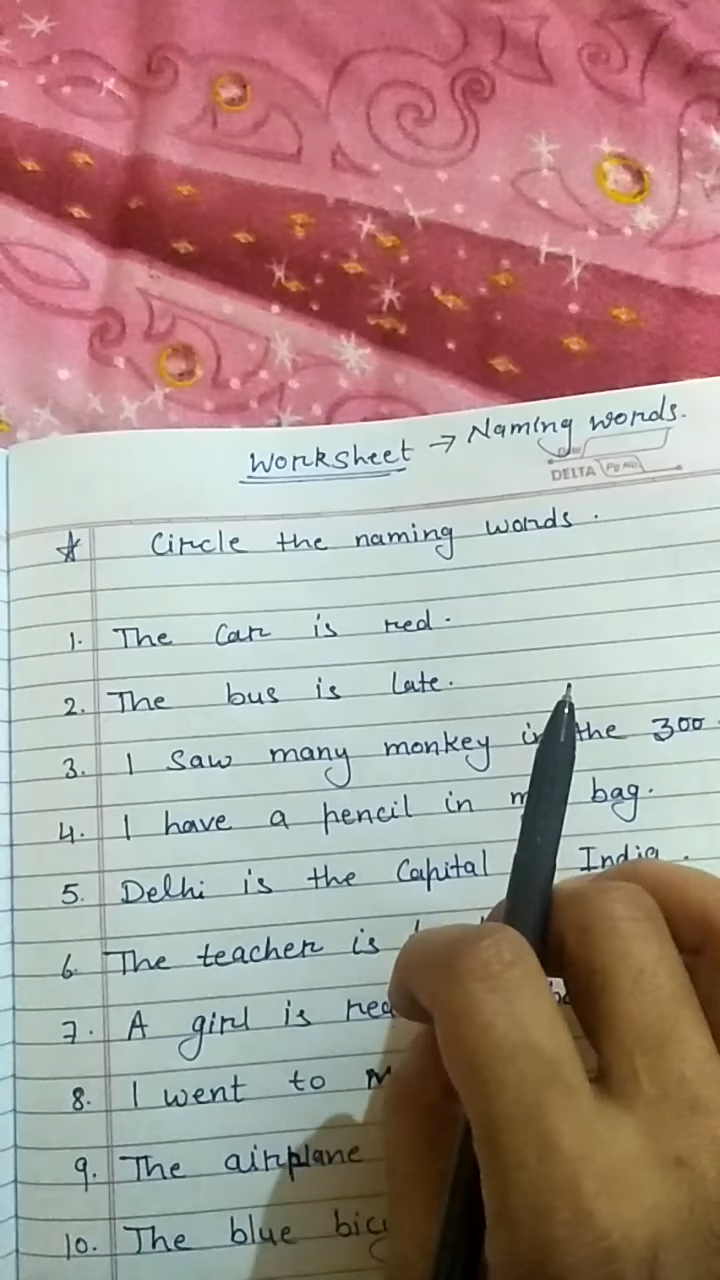 Worksheet → Naming words.
DELTA
☆ Circle the naming words.
1. The car is red.
2. The bus is late.
3. I saw many monkey in the zoo.
4. I have a pencil in bag.
5. Delhi is the Capital India.
6. The teacher is
7. A girl is
8. I went to
9. The airplane
10. The blue